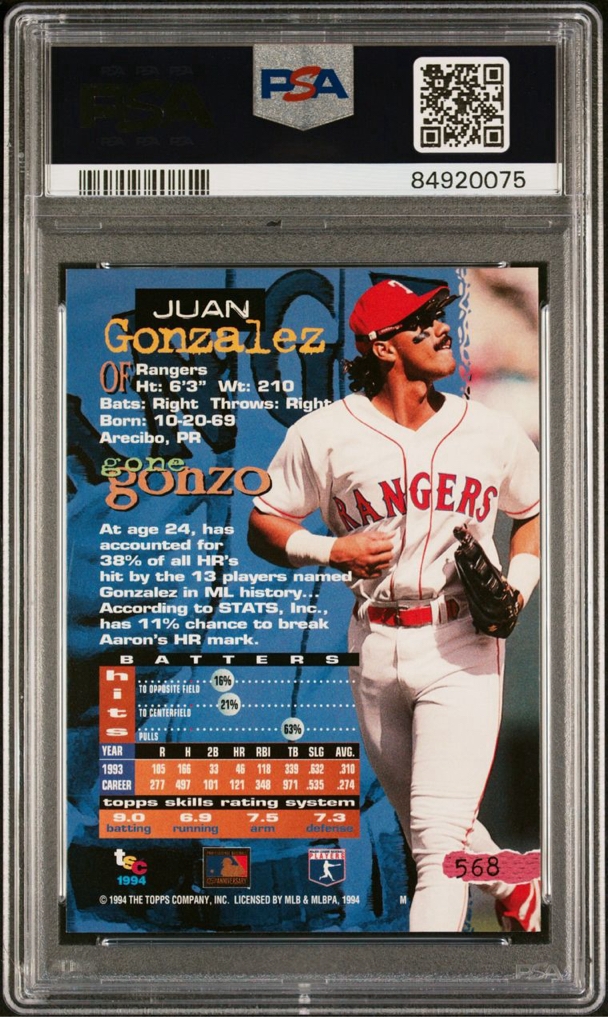 PSA
84920075
JUAN
Gonzalez
OF Rangers
Ht: 6'3" Wt: 210
Bats: Right Throws: Right
Born: 10-20-69
Arecibo, PR
gone
gonzo
At age 24, has
accounted for
38% of all HR's
hit by the 13 players named
Gonzalez in ML history...
According to STATS, Inc.,
has 11% chance to break
Aaron's HR mark.
BATTERS
hits
TO OPPOSITE FIELD 16%
TO CENTERFIELD 21%
PULLS 63%
YEAR R H 2B HR RBI TB SLG AVG.
1993 105 166 33 46 118 339 .632 .310
CAREER 277 497 101 121 348 971 .535 .274
topps skills rating system
9.0 6.9 7.5 7.3
batting running arm defense
RANGERS
T
tsc
1994
125TH ANNIVERSARY
PLAYERS
568
© 1994 THE TOPPS COMPANY, INC. LICENSED BY MLB & MLBPA, 1994 M
PSA